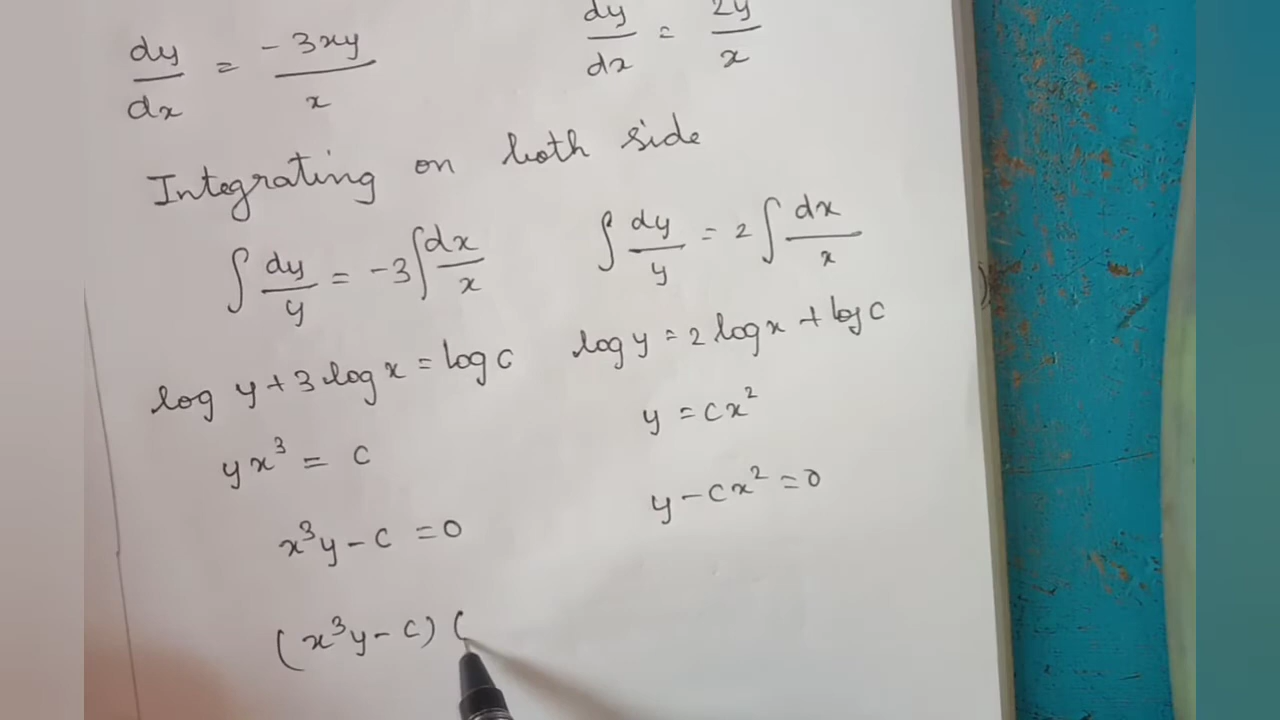 dy/dx = -3xy/x    dy/dx = 2y/x
Integrating on both side
∫ dy/y = -3∫ dx/x    ∫ dy/y = 2∫ dx/x
log y + 3 log x = log c    log y = 2 log x + log c
yx³ = c    y = cx²
x³y - c = 0    y - cx² = 0
(x³y - c) (